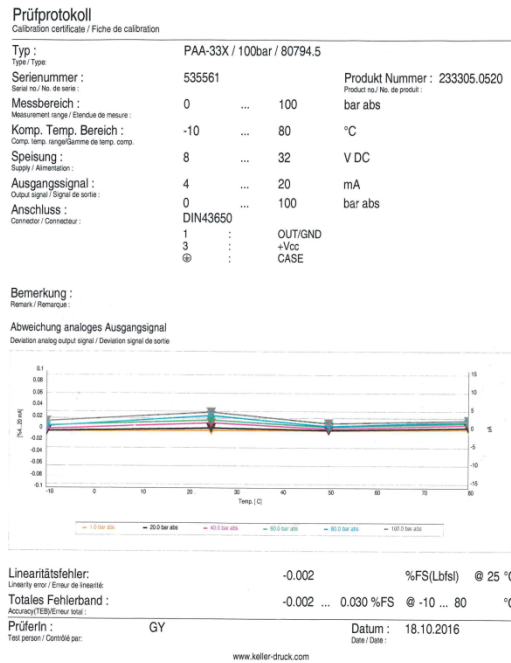 Prüfprotokoll
Calibration certificate / Fiche de calibration
Typ : PAA-33X / 100bar / 80794.5
Type / Type:
Serienummer : 535561 Produkt Nummer : 233305.0520
Serial no./ No. de serie : Product no./ No. de produit :
Messbereich : 0 ... 100 bar abs
Measurement range / Etendue de mesure :
Komp. Temp. Bereich : -10 ... 80 °C
Comp. temp. range/Gamme de temp. comp.
Speisung : 8 ... 32 V DC
Supply / Alimentation :
Ausgangssignal : 4 ... 20 mA
Output signal / Signal de sortie :
0 ... 100 bar abs
Anschluss : DIN43650
Connector / Connecteur :
1 : OUT/GND
3 : +Vcc
⏚ : CASE
Bemerkung :
Remark / Remarque :
Abweichung analoges Ausgangsignal
Deviation analog output signal / Deviation signal de sortie
0.1 15
0.08
0.06 10
0.04 5
0.02
0 0
-0.02
-0.04 -5
-0.06 -10
-0.08
-0.1 -15
[%4...20 mA] uA
-10 0 10 20 30 40 50 60 70 80
Temp. [ C]
1.0 bar abs 20.0 bar abs 40.0 bar abs 60.0 bar abs 80.0 bar abs 100.0 bar abs
Linearitätsfehler: -0.002 %FS(Lbfsl) @ 25 °C
Linearity error / Erreur de linearité:
Totales Fehlerband : -0.002 ... 0.030 %FS @ -10 ... 80 °C
Accuracy(TEB)/Erreur total :
PrüferIn : GY Datum : 18.10.2016
Test person / Contrôlé par: Date / Date :
www.keller-druck.com